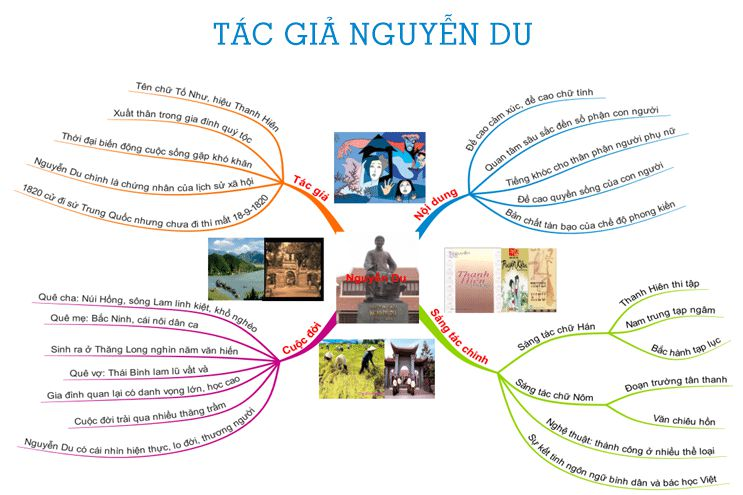 TÁC GIẢ NGUYỄN DU
Tên chữ Tố Như, hiệu Thanh Hiên
Xuất thân trong gia đình quý tộc
Thời đại biến động cuộc sống gặp khó khăn
Nguyễn Du chính là chứng nhân của lịch sử xã hội
1820 cử đi sứ Trung Quốc nhưng chưa đi thì mất 18-9-1820
Tác giả
Đề cao cảm xúc, đề cao chữ tình
Quan tâm sâu sắc đến số phận con người
Tiếng khóc cho thân phận người phụ nữ
Đề cao quyền sống của con người
Bản chất tàn bạo của chế độ phong kiến
Nội dung
Nguyễn Du
Quê cha: Núi Hồng, sông Lam linh kiệt, khổ nghèo
Quê mẹ: Bắc Ninh, cái nôi dân ca
Sinh ra ở Thăng Long nghìn năm văn hiến
Quê vợ: Thái Bình lam lũ vất vả
Gia đình quan lại có danh vọng lớn, học cao
Cuộc đời trải qua nhiều thăng trầm
Nguyễn Du có cái nhìn hiện thực, lo đời, thương người
Cuộc đời
Thanh Hiên
Truyện Kiều
Sáng tác chính
Sáng tác chữ Hán
Thanh Hiên thi tập
Nam trung tạp ngâm
Bắc hành tạp lục
Sáng tác chữ Nôm
Đoạn trường tân thanh
Văn chiêu hồn
Nghệ thuật: thành công ở nhiều thể loại
Sự kết tinh ngôn ngữ bình dân và bác học Việt